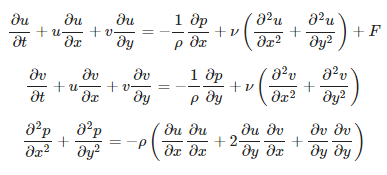 ∂u/∂t + u ∂u/∂x + v ∂u/∂y = −(1/ρ) ∂p/∂x + ν (∂²u/∂x² + ∂²u/∂y²) + F
∂v/∂t + u ∂v/∂x + v ∂v/∂y = −(1/ρ) ∂p/∂y + ν (∂²v/∂x² + ∂²v/∂y²)
∂²p/∂x² + ∂²p/∂y² = −ρ (∂u/∂x ∂u/∂x + 2 ∂u/∂y ∂v/∂x + ∂v/∂y ∂v/∂y)